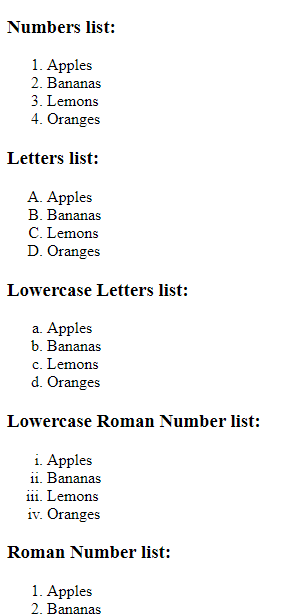 Numbers list:
1. Apples
2. Bananas
3. Lemons
4. Oranges
Letters list:
A. Apples
B. Bananas
C. Lemons
D. Oranges
Lowercase Letters list:
a. Apples
b. Bananas
c. Lemons
d. Oranges
Lowercase Roman Number list:
i. Apples
ii. Bananas
iii. Lemons
iv. Oranges
Roman Number list:
1. Apples
2. Bananas